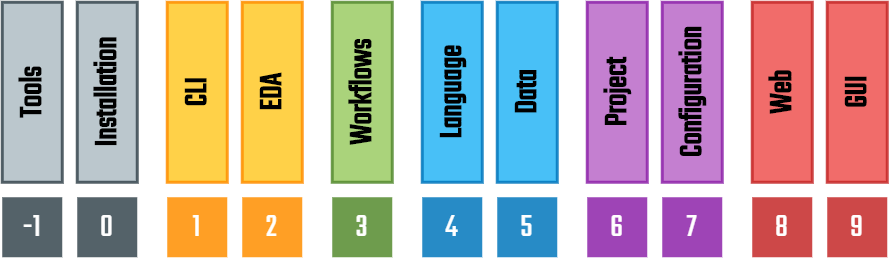 Tools
Installation
CLI
EDA
Workflows
Language
Data
Project
Configuration
Web
GUI
-1
0
1
2
3
4
5
6
7
8
9